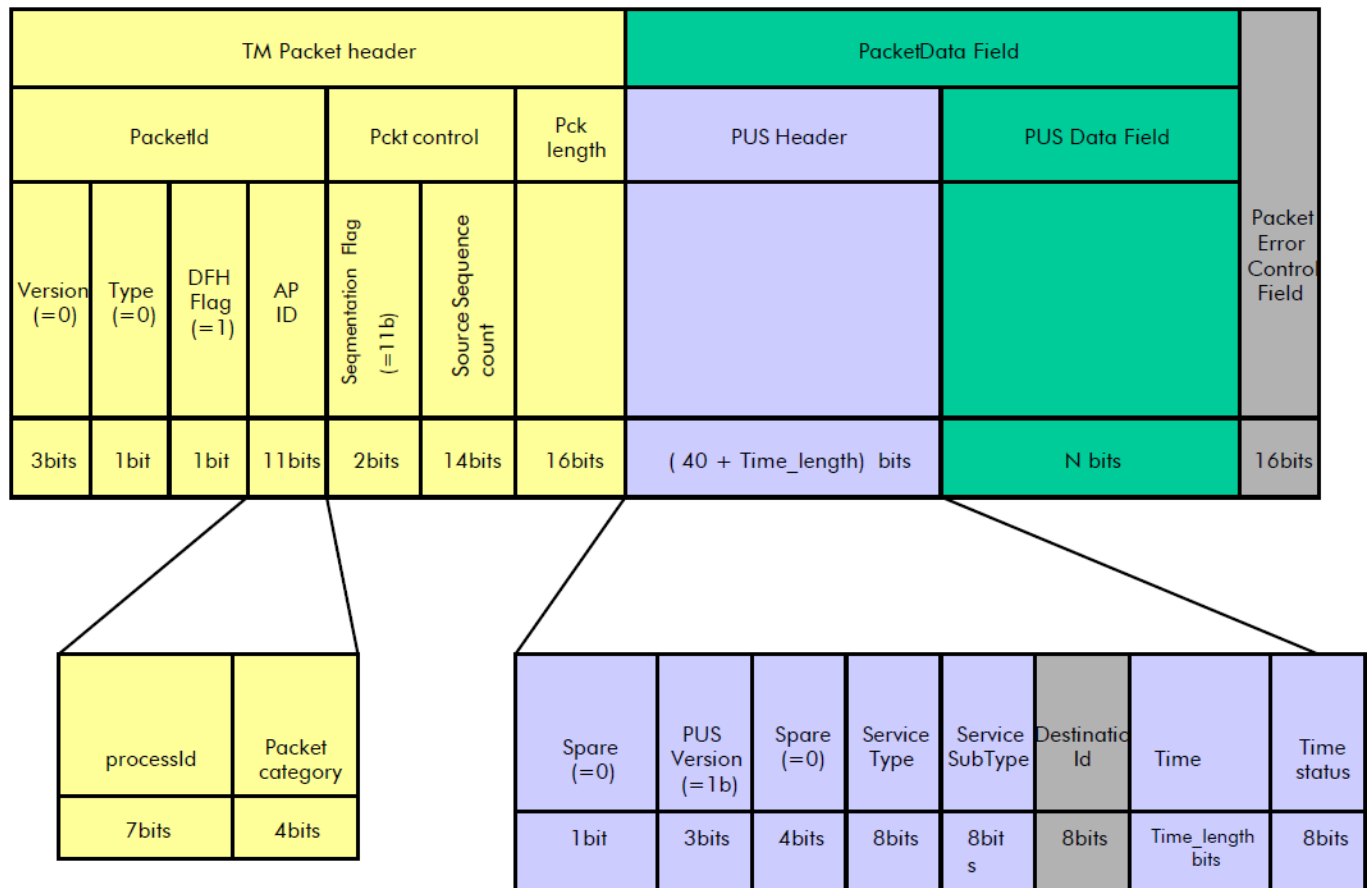 TM Packet header
PacketData Field
PacketId
Pckt control
Pck
length
PUS Header
PUS Data Field
Version
(=0)
Type
(=0)
DFH
Flag
(=1)
AP
ID
Seqmentation Flag
(=11b)
Source Sequence
count
Packet
Error
Control
Field
3bits
1bit
1bit
11bits
2bits
14bits
16bits
( 40 + Time_length) bits
N bits
16bits
processId
Packet
category
7bits
4bits
Spare
(=0)
PUS
Version
(=1b)
Spare
(=0)
Service
Type
Service
SubType
Destinatio
Id
Time
Time
status
1bit
3bits
4bits
8bits
8bit
s
8bits
Time_length
bits
8bits